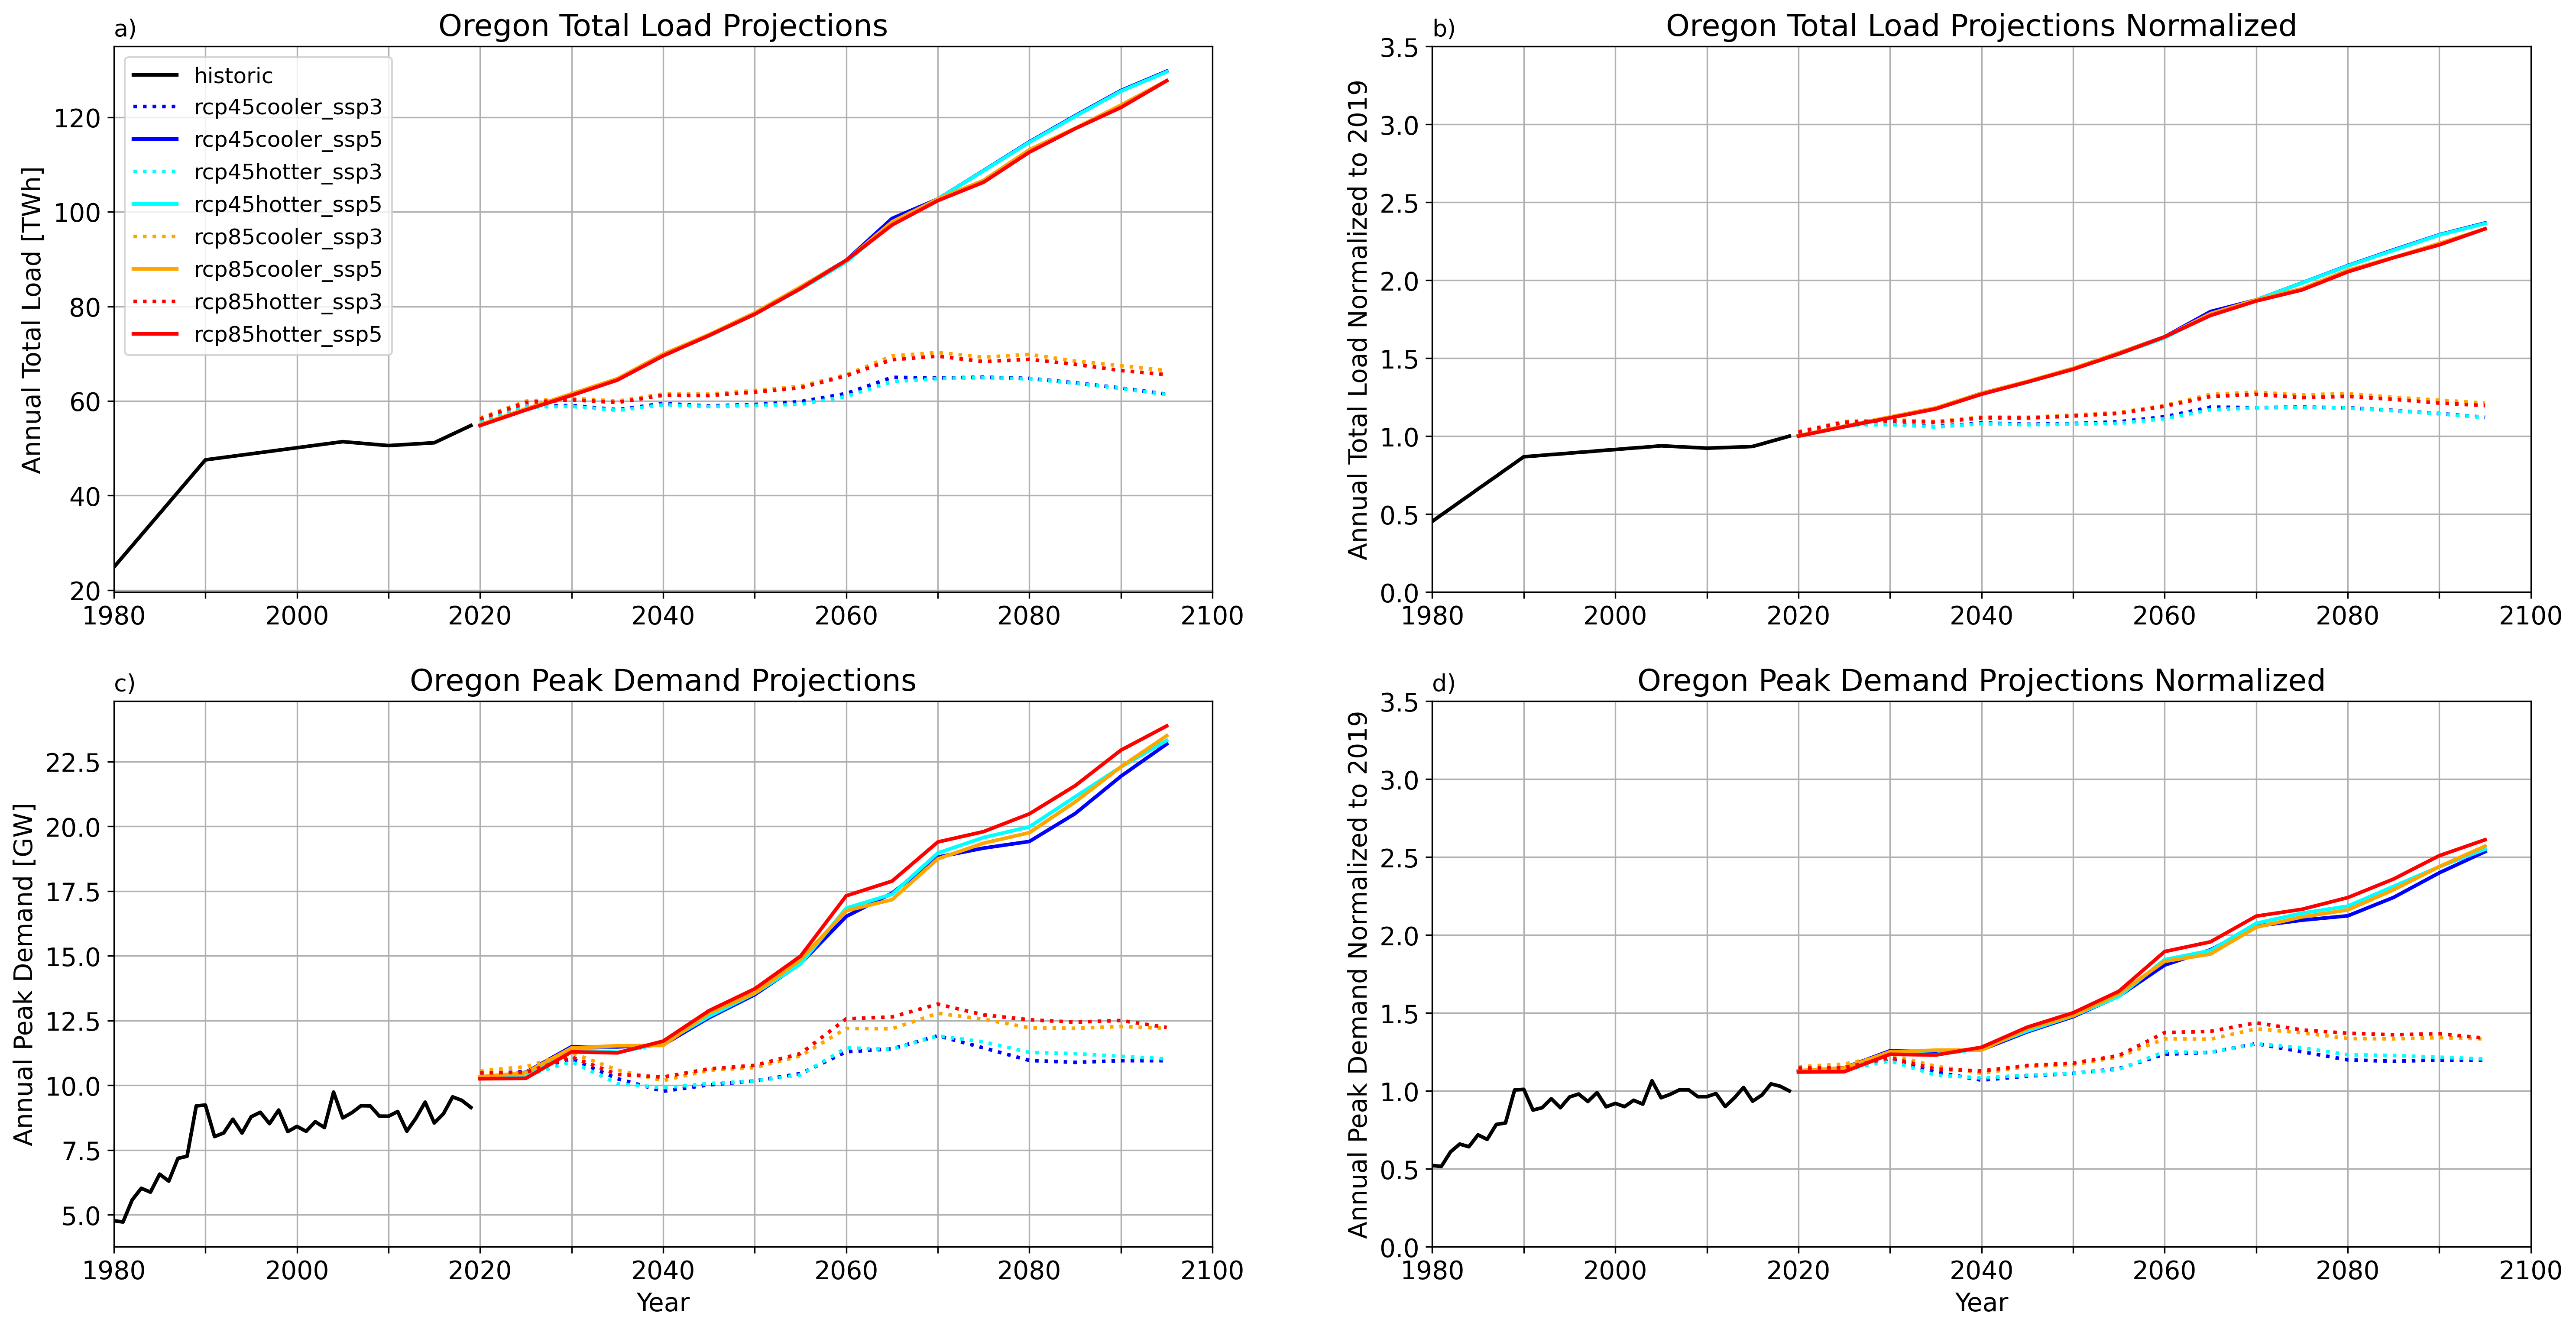 a)
Oregon Total Load Projections
Annual Total Load [TWh]
120
100
80
60
40
20
historic
rcp45cooler_ssp3
rcp45cooler_ssp5
rcp45hotter_ssp3
rcp45hotter_ssp5
rcp85cooler_ssp3
rcp85cooler_ssp5
rcp85hotter_ssp3
rcp85hotter_ssp5
1980 2000 2020 2040 2060 2080 2100
b)
Oregon Total Load Projections Normalized
Annual Total Load Normalized to 2019
3.5
3.0
2.5
2.0
1.5
1.0
0.5
0.0
1980 2000 2020 2040 2060 2080 2100
c)
Oregon Peak Demand Projections
Annual Peak Demand [GW]
22.5
20.0
17.5
15.0
12.5
10.0
7.5
5.0
1980 2000 2020 2040 2060 2080 2100
Year
d)
Oregon Peak Demand Projections Normalized
Annual Peak Demand Normalized to 2019
3.5
3.0
2.5
2.0
1.5
1.0
0.5
0.0
1980 2000 2020 2040 2060 2080 2100
Year